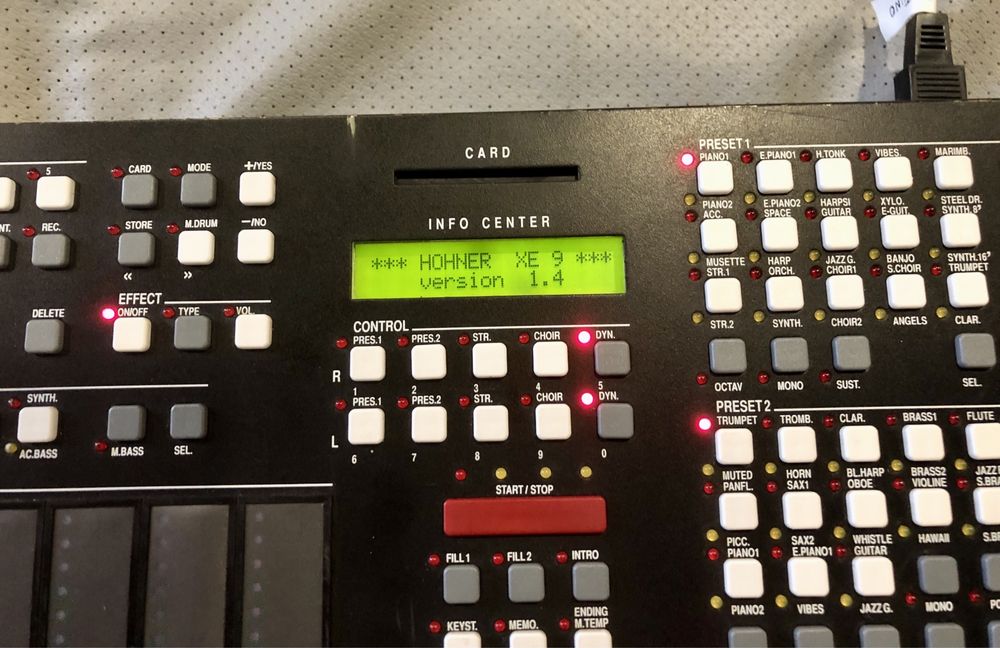 CARD
INFO CENTER
*** HOHNER XE 9 ***
version 1.4
5 CARD MODE +/YES
REC. STORE M.DRUM —/NO
« »
EFFECT
DELETE ON/OFF TYPE VOL.
SYNTH.
AC.BASS M.BASS SEL.
CONTROL
PRES.1 PRES.2 STR. CHOIR DYN.
R
1 2 3 4 5
PRES.1 PRES.2 STR. CHOIR DYN.
L
6 7 8 9 0
START / STOP
FILL 1 FILL 2 INTRO
ENDING
KEYST. MEMO. M.TEMP
PRESET 1
PIANO1 E.PIANO1 H.TONK VIBES MARIMB.
PIANO2 E.PIANO2 HARPSI XYLO. STEEL DR.
ACC. SPACE GUITAR E-GUIT. SYNTH.8'
MUSETTE HARP JAZZ G. BANJO SYNTH.16'
STR.1 ORCH. CHOIR1 S.CHOIR TRUMPET
STR.2 SYNTH. CHOIR2 ANGELS CLAR.
OCTAV MONO SUST. SEL.
PRESET 2
TRUMPET TROMB. CLAR. BRASS1 FLUTE
MUTED HORN BL.HARP BRASS2
PANFL. SAX1 OBOE VIOLINE
PICC. SAX2 WHISTLE HAWAII
PIANO1 E.PIANO1 GUITAR
PIANO2 VIBES JAZZ G. MONO